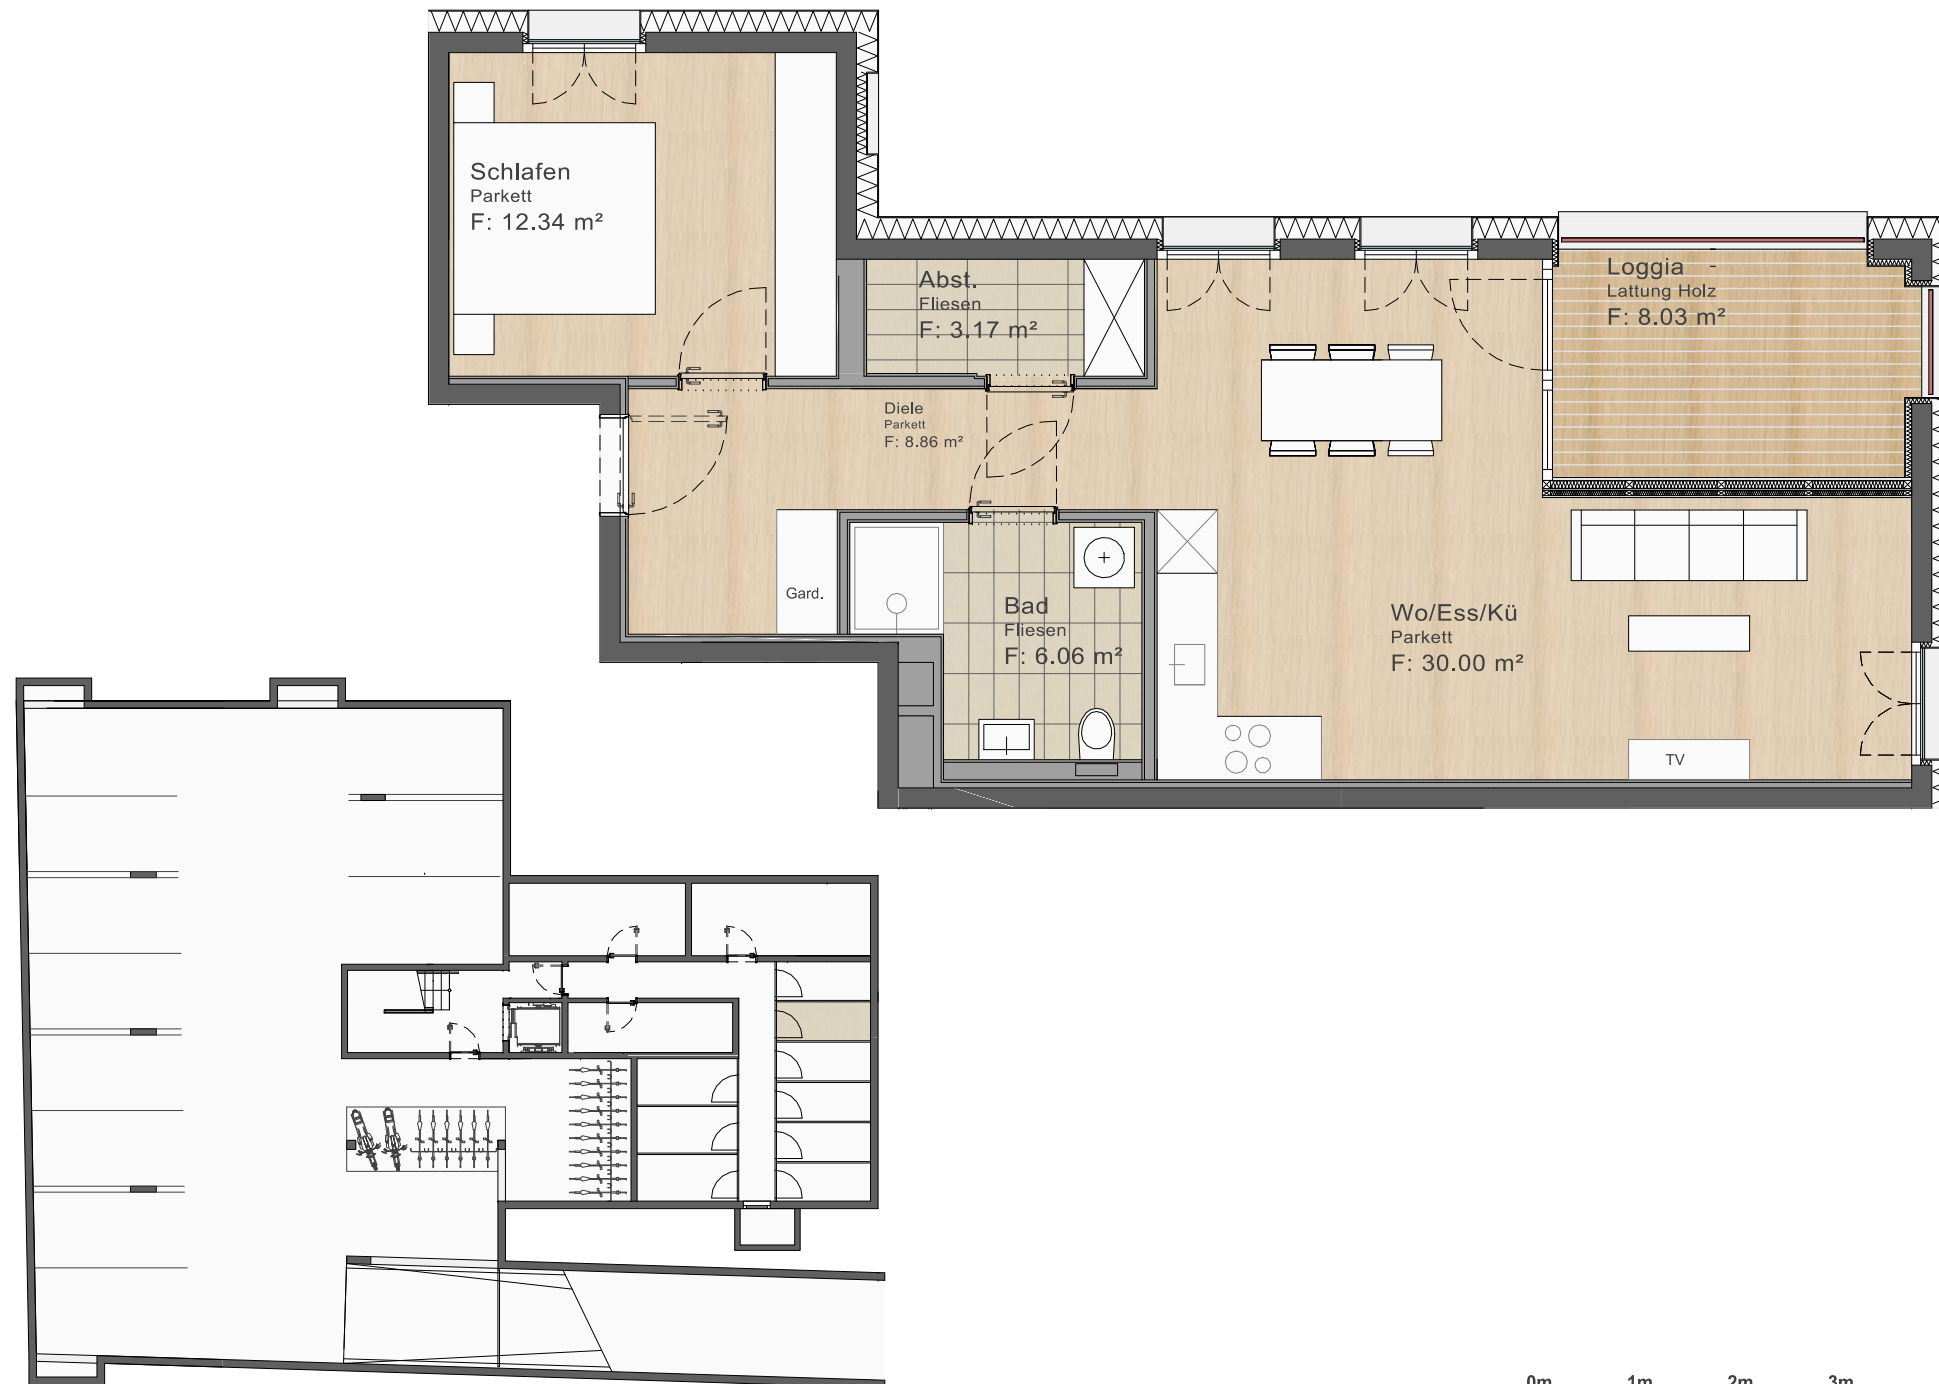 Schlafen
Parkett
F: 12.34 m²
Abst.
Fliesen
F: 3.17 m²
Loggia
Lattung Holz
F: 8.03 m²
Diele
Parkett
F: 8.86 m²
Gard.
Bad
Fliesen
F: 6.06 m²
Wo/Ess/Kü
Parkett
F: 30.00 m²
TV
0m 1m 2m 3m